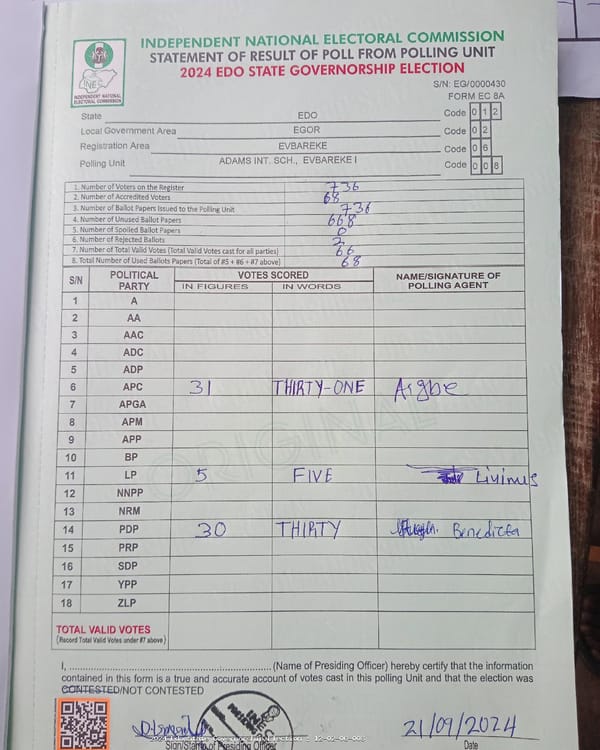 INDEPENDENT NATIONAL ELECTORAL COMMISSION
STATEMENT OF RESULT OF POLL FROM POLLING UNIT
2024 EDO STATE GOVERNORSHIP ELECTION
INEC
INDEPENDENT NATIONAL
ELECTORAL COMMISSION
S/N: EG/0000430
FORM EC 8A
State EDO Code 0 1 2
Local Government Area EGOR Code 0 2
Registration Area EVBAREKE Code 0 6
Polling Unit ADAMS INT. SCH., EVBAREKE I Code 0 0 8
1. Number of Voters on the Register 736
2. Number of Accredited Voters 68
3. Number of Ballot Papers Issued to the Polling Unit 736
4. Number of Unused Ballot Papers 668
5. Number of Spoiled Ballot Papers 0
6. Number of Rejected Ballots 2
7. Number of Total Valid Votes (Total Valid Votes cast for all parties) 66
8. Total Number of Used Ballots Papers (Total of #5 + #6 + #7 above) 68
S/N POLITICAL PARTY VOTES SCORED NAME/SIGNATURE OF POLLING AGENT
IN FIGURES IN WORDS
1 A
2 AA
3 AAC
4 ADC
5 ADP
6 APC 31 THIRTY-ONE Aigbe
7 APGA
8 APM
9 APP
10 BP
11 LP 5 FIVE Livinus
12 NNPP
13 NRM
14 PDP 30 THIRTY Benedicta
15 PRP
16 SDP
17 YPP
18 ZLP
ORIGINAL
TOTAL VALID VOTES
(Record Total Valid Votes under #7 above)
I, ........................................................(Name of Presiding Officer) hereby certify that the information
contained in this form is a true and accurate account of votes cast in this polling Unit and that the election was
CONTESTED/NOT CONTESTED
21/09/2024
Sign/Stamp of Presiding Officer Date